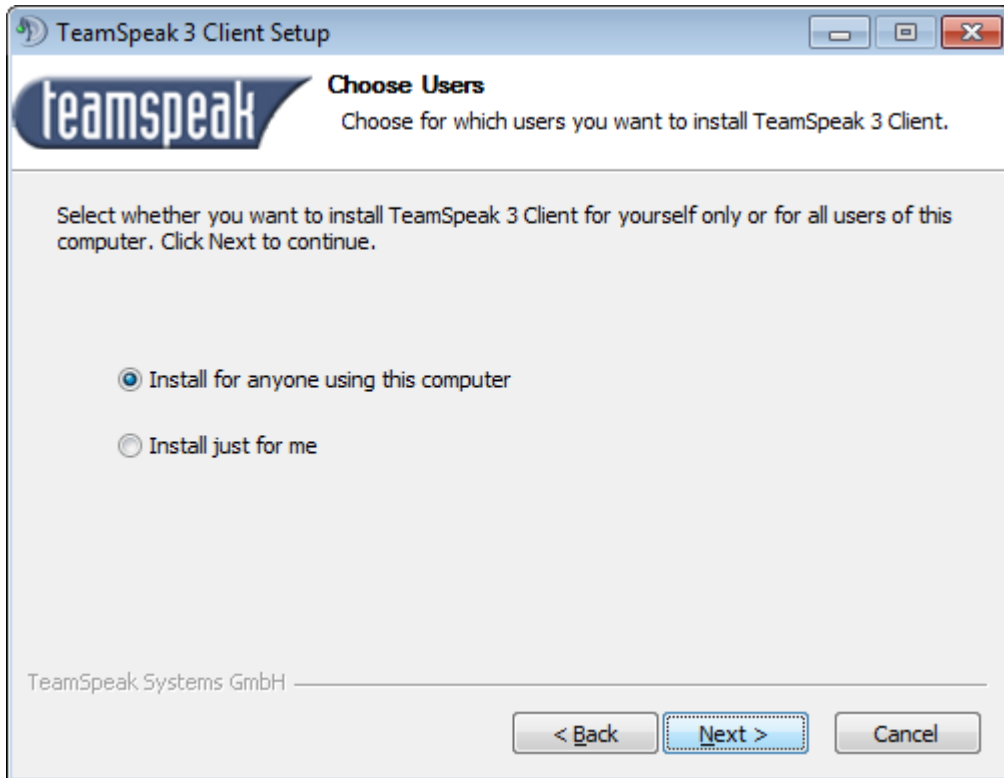 TeamSpeak 3 Client Setup
teamspeak
Choose Users
Choose for which users you want to install TeamSpeak 3 Client.
Select whether you want to install TeamSpeak 3 Client for yourself only or for all users of this
computer. Click Next to continue.
Install for anyone using this computer
Install just for me
TeamSpeak Systems GmbH
< Back
Next >
Cancel